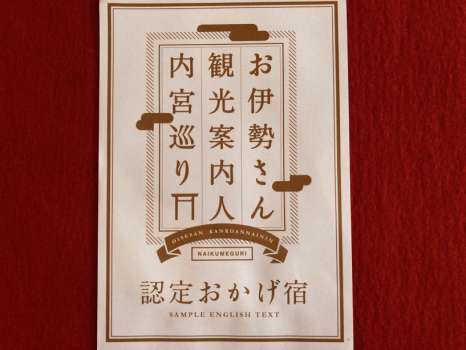 お伊勢さん
観光案内人
内宮巡り
OISESAN KANKOANNAININ
NAIKUMEGURI
認定おかげ宿
SAMPLE ENGLISH TEXT